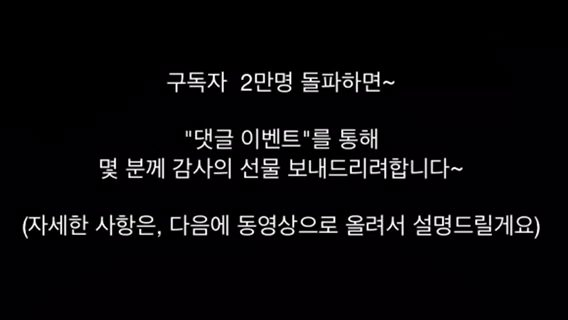 구독자  2만명 돌파하면~
"댓글 이벤트"를 통해
몇 분께 감사의 선물 보내드리려합니다~
(자세한 사항은, 다음에 동영상으로 올려서 설명드릴게요)